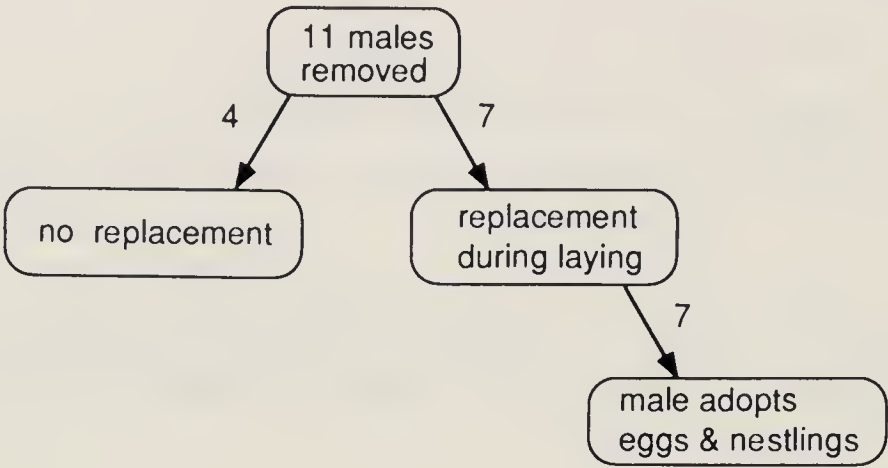 11 males
removed
4
7
no replacement
replacement
during laying
7
male adopts
eggs & nestlings